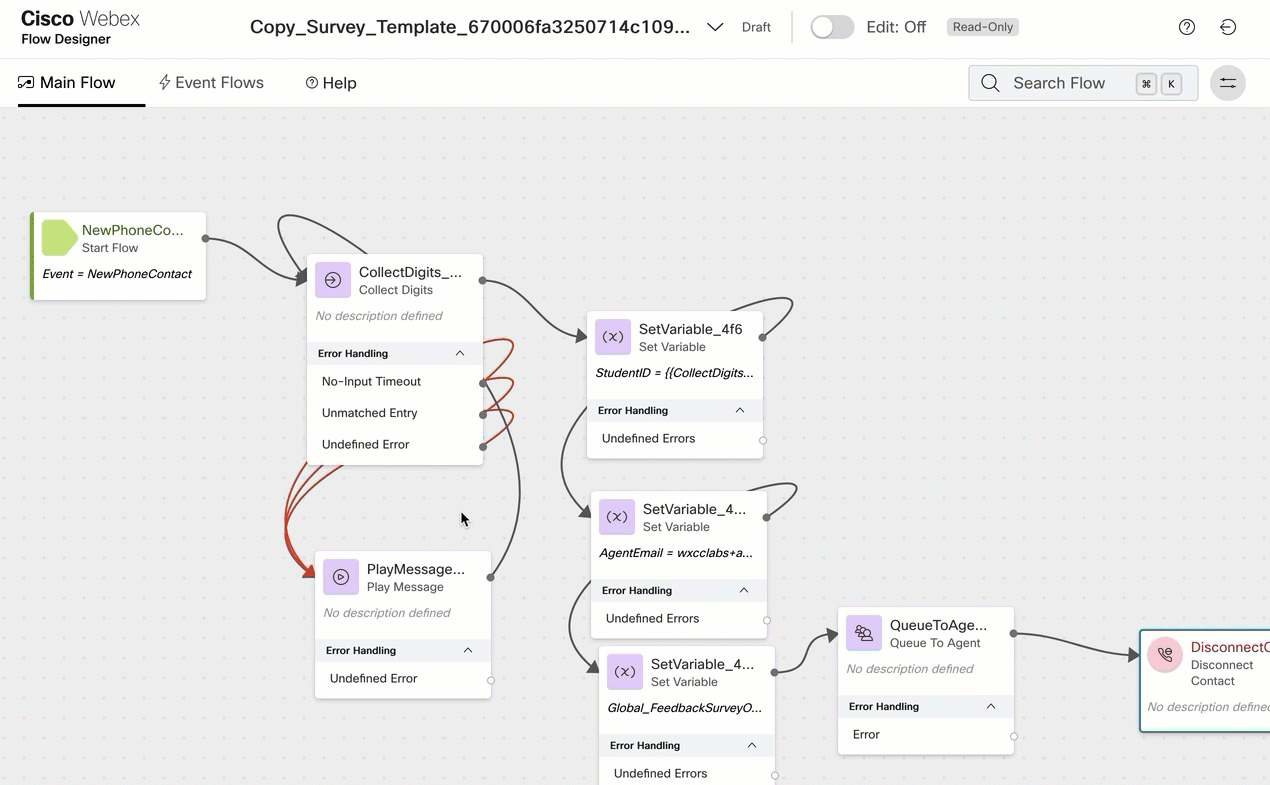 Cisco Webex
Flow Designer
Copy_Survey_Template_670006fa3250714c109...
Draft
Edit: Off
Read-Only
Main Flow
Event Flows
Help
Search Flow
⌘
K
NewPhoneCo...
Start Flow
Event = NewPhoneContact
CollectDigits_...
Collect Digits
No description defined
Error Handling
No-Input Timeout
Unmatched Entry
Undefined Error
SetVariable_4f6
Set Variable
StudentID = {{CollectDigits...
Error Handling
Undefined Errors
SetVariable_4...
Set Variable
AgentEmail = wxcclabs+a...
Error Handling
Undefined Errors
PlayMessage...
Play Message
No description defined
Error Handling
Undefined Error
SetVariable_4...
Set Variable
Global_FeedbackSurveyO...
Error Handling
Undefined Errors
QueueToAge...
Queue To Agent
No description defined
Error Handling
Error
DisconnectC
Disconnect
Contact
No description defined